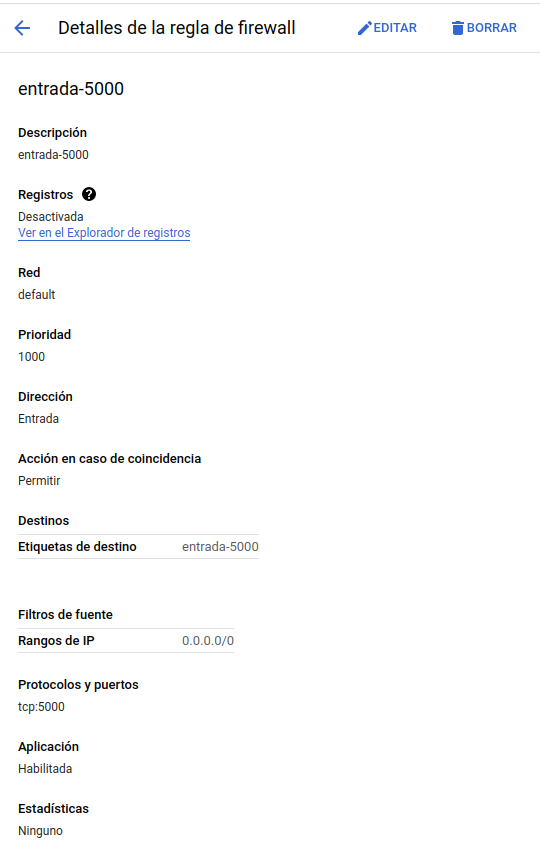 Detalles de la regla de firewall EDITAR BORRAR
entrada-5000
Descripción
entrada-5000
Registros ?
Desactivada
Ver en el Explorador de registros
Red
default
Prioridad
1000
Dirección
Entrada
Acción en caso de coincidencia
Permitir
Destinos
Etiquetas de destino entrada-5000
Filtros de fuente
Rangos de IP 0.0.0.0/0
Protocolos y puertos
tcp:5000
Aplicación
Habilitada
Estadísticas
Ninguno